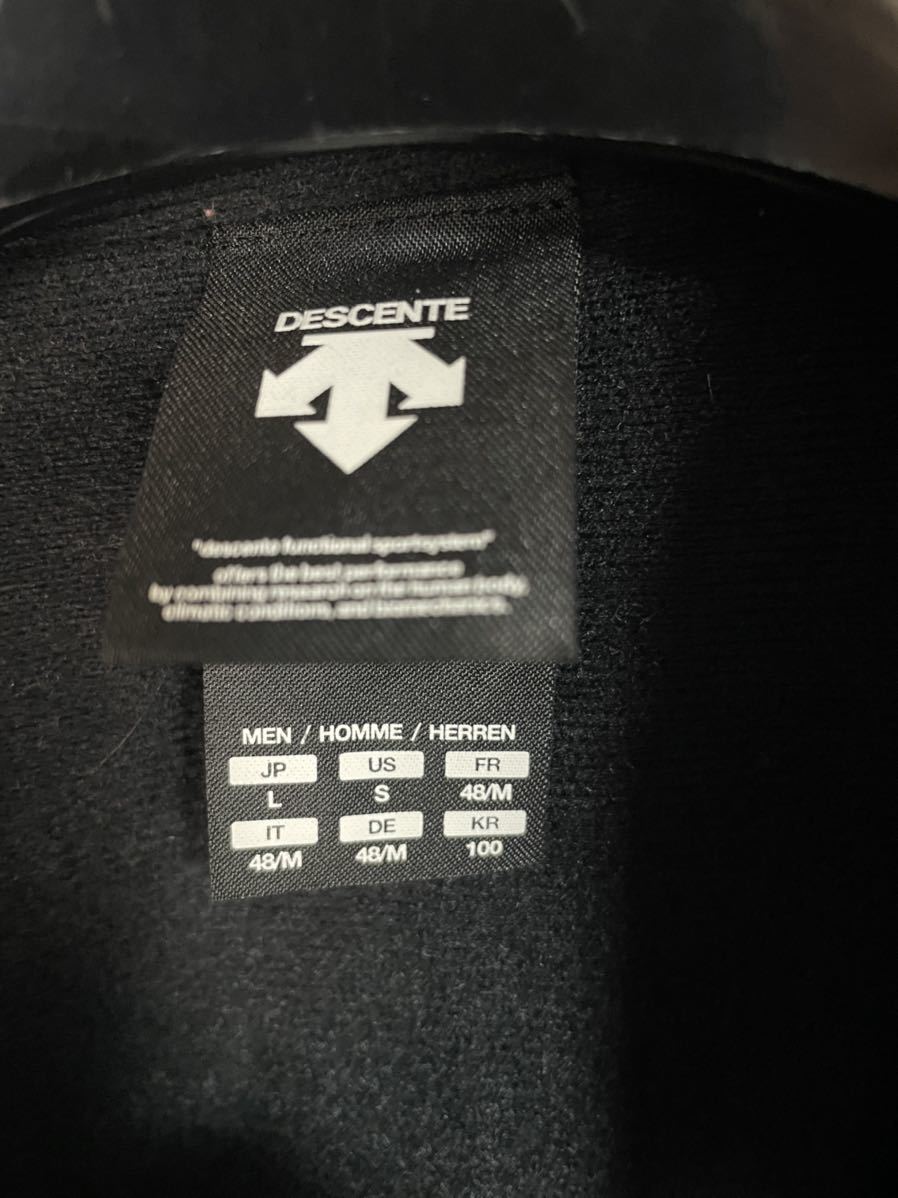 DESCENTE
"descente functional sportsystem"
offers the best performance
by combining research on the human body,
climatic conditions, and biomechanics.
MEN / HOMME / HERREN
JP US FR
L S 48/M
IT DE KR
48/M 48/M 100